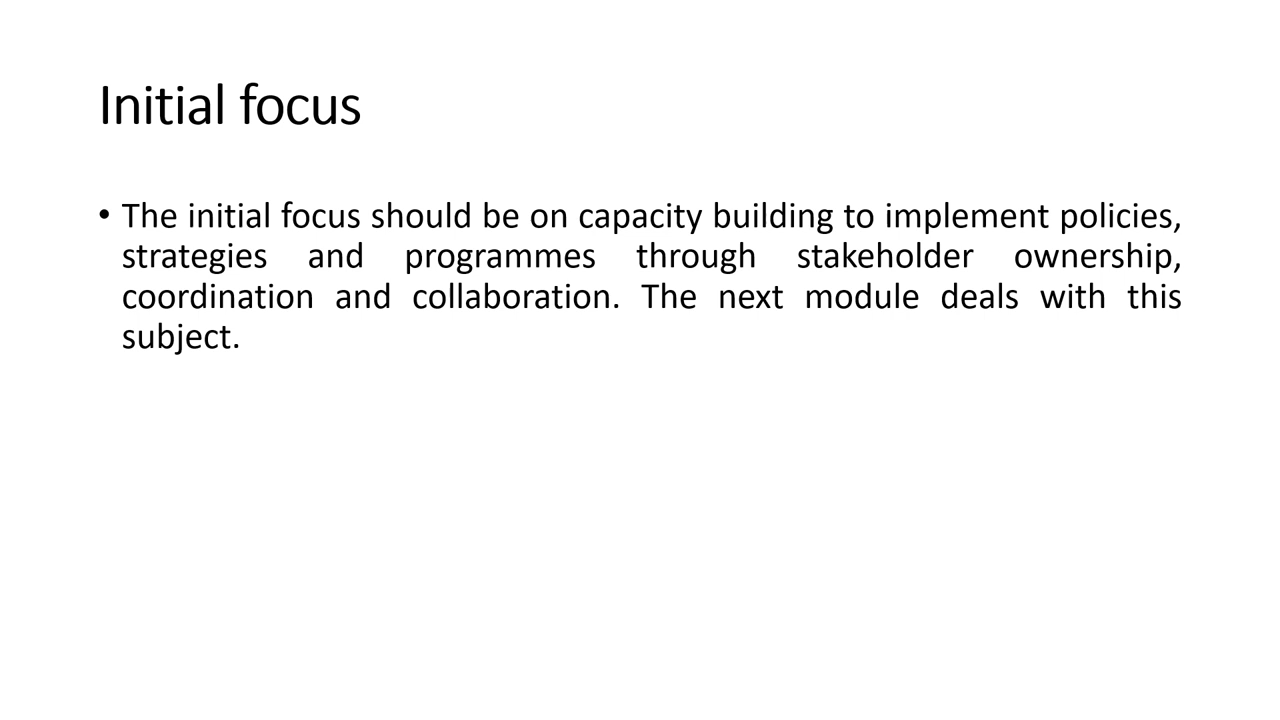 Initial focus
• The initial focus should be on capacity building to implement policies,
strategies and programmes through stakeholder ownership,
coordination and collaboration. The next module deals with this
subject.